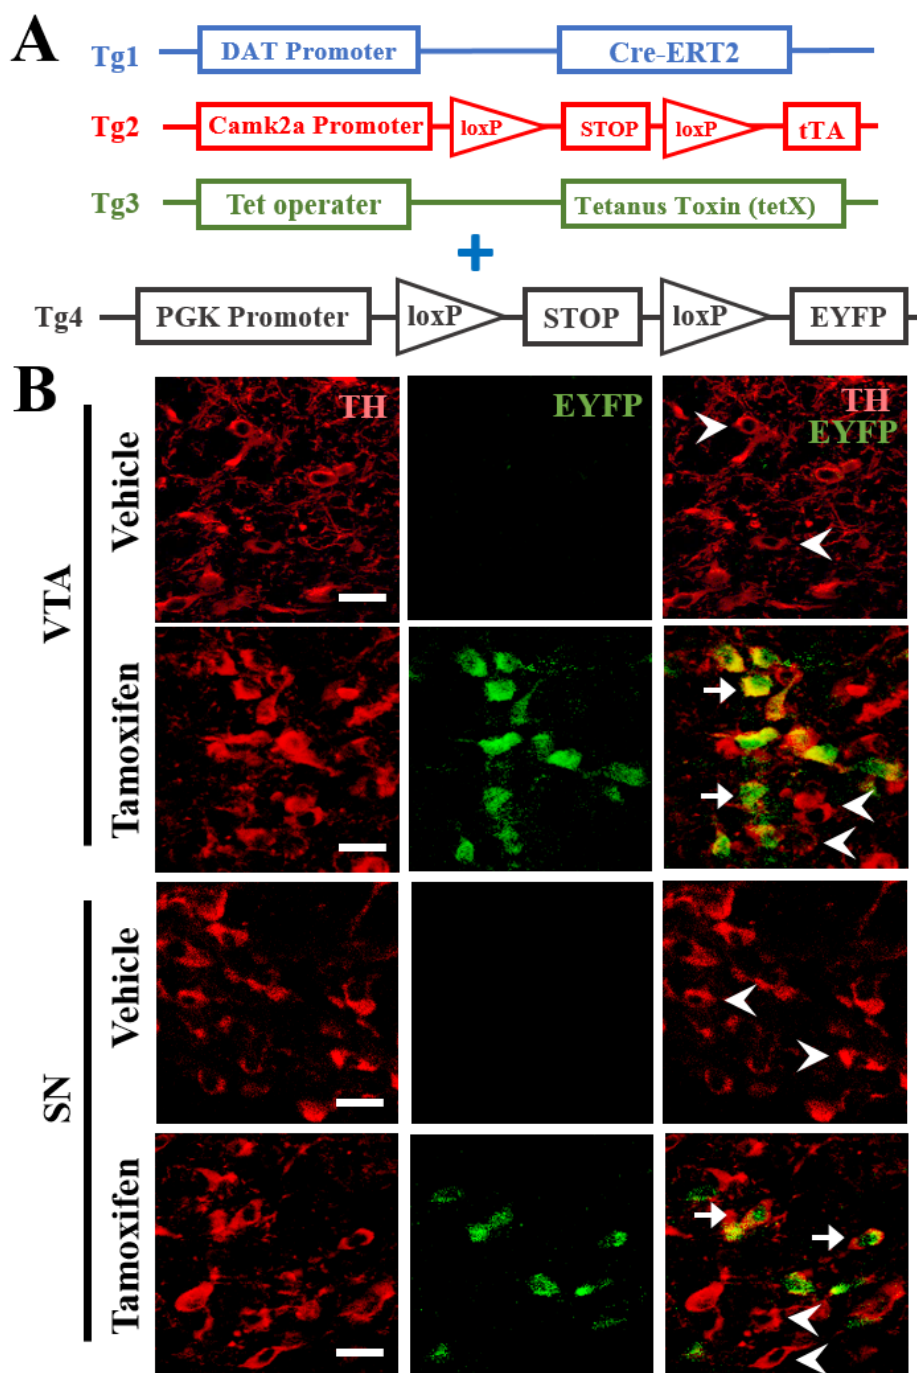 A
Tg1 DAT Promoter Cre-ERT2
Tg2 Camk2a Promoter loxP STOP loxP tTA
Tg3 Tet operater Tetanus Toxin (tetX)
+
Tg4 PGK Promoter loxP STOP loxP EYFP
B
TH EYFP TH
EYFP
VTA
Vehicle
Tamoxifen
SN
Vehicle
Tamoxifen